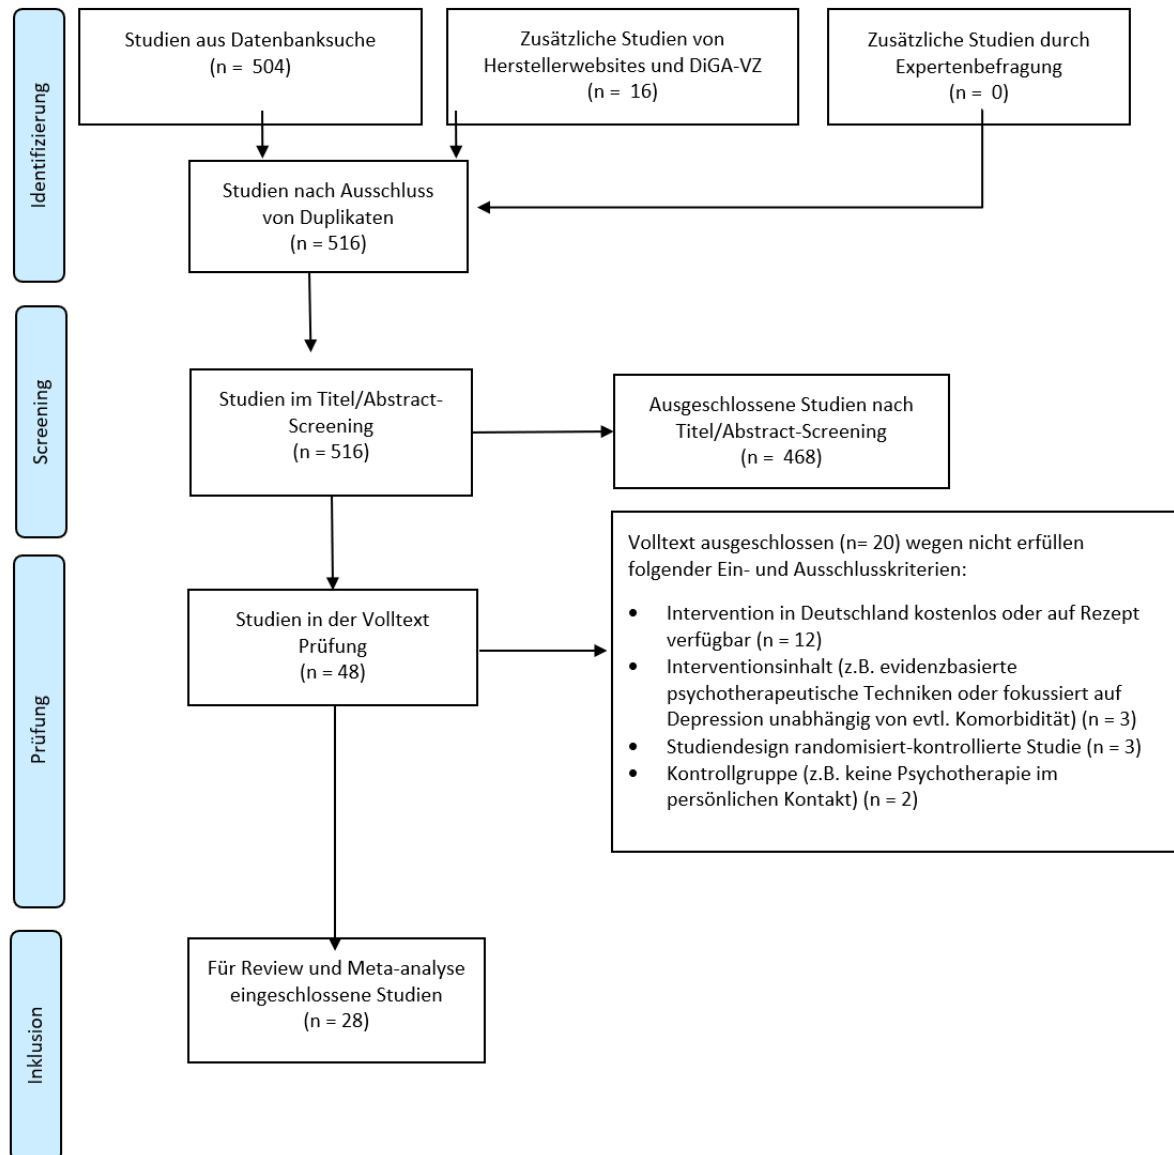 Identifizierung
Studien aus Datenbanksuche
(n = 504)
Zusätzliche Studien von
Herstellerwebsites und DiGA-VZ
(n = 16)
Zusätzliche Studien durch
Expertenbefragung
(n = 0)
Studien nach Ausschluss
von Duplikaten
(n = 516)
Screening
Studien im Titel/Abstract-
Screening
(n = 516)
Ausgeschlossene Studien nach
Titel/Abstract-Screening
(n = 468)
Prüfung
Studien in der Volltext
Prüfung
(n = 48)
Volltext ausgeschlossen (n= 20) wegen nicht erfüllen
folgender Ein- und Ausschlusskriterien:
• Intervention in Deutschland kostenlos oder auf Rezept
verfügbar (n = 12)
• Interventionsinhalt (z.B. evidenzbasierte
psychotherapeutische Techniken oder fokussiert auf
Depression unabhängig von evtl. Komorbidität) (n = 3)
• Studiendesign randomisiert-kontrollierte Studie (n = 3)
• Kontrollgruppe (z.B. keine Psychotherapie im
persönlichen Kontakt) (n = 2)
Inklusion
Für Review und Meta-analyse
eingeschlossene Studien
(n = 28)